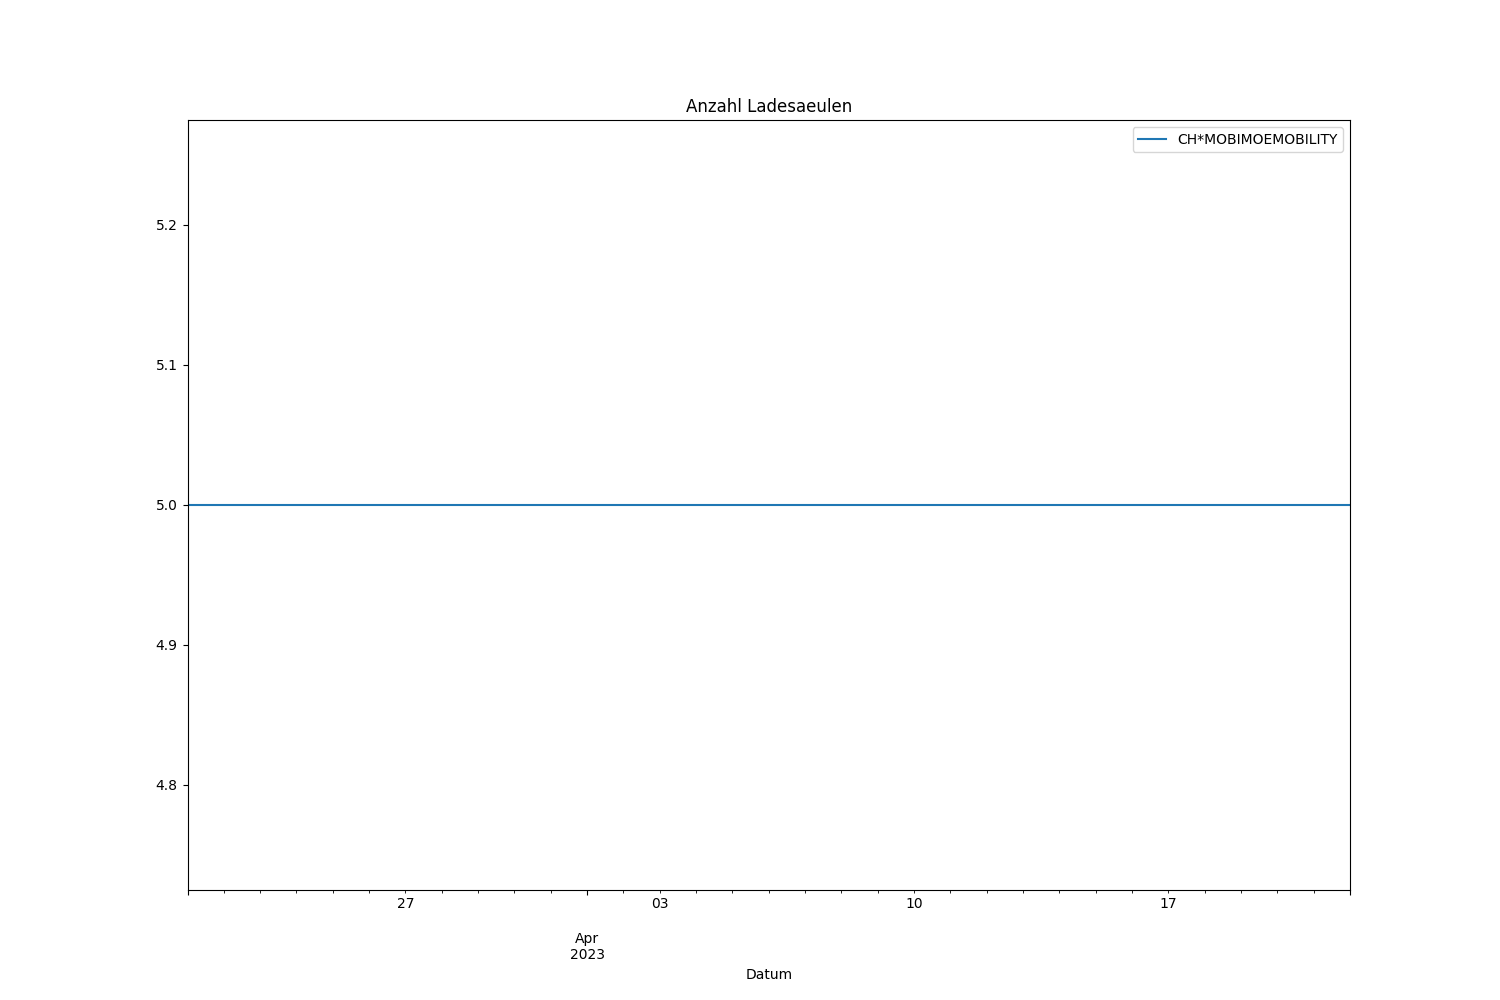 Anzahl Ladesaeulen
CH*MOBIMOEMOBILITY
5.2
5.1
5.0
4.9
4.8
27
03
10
17
Apr
2023
Datum